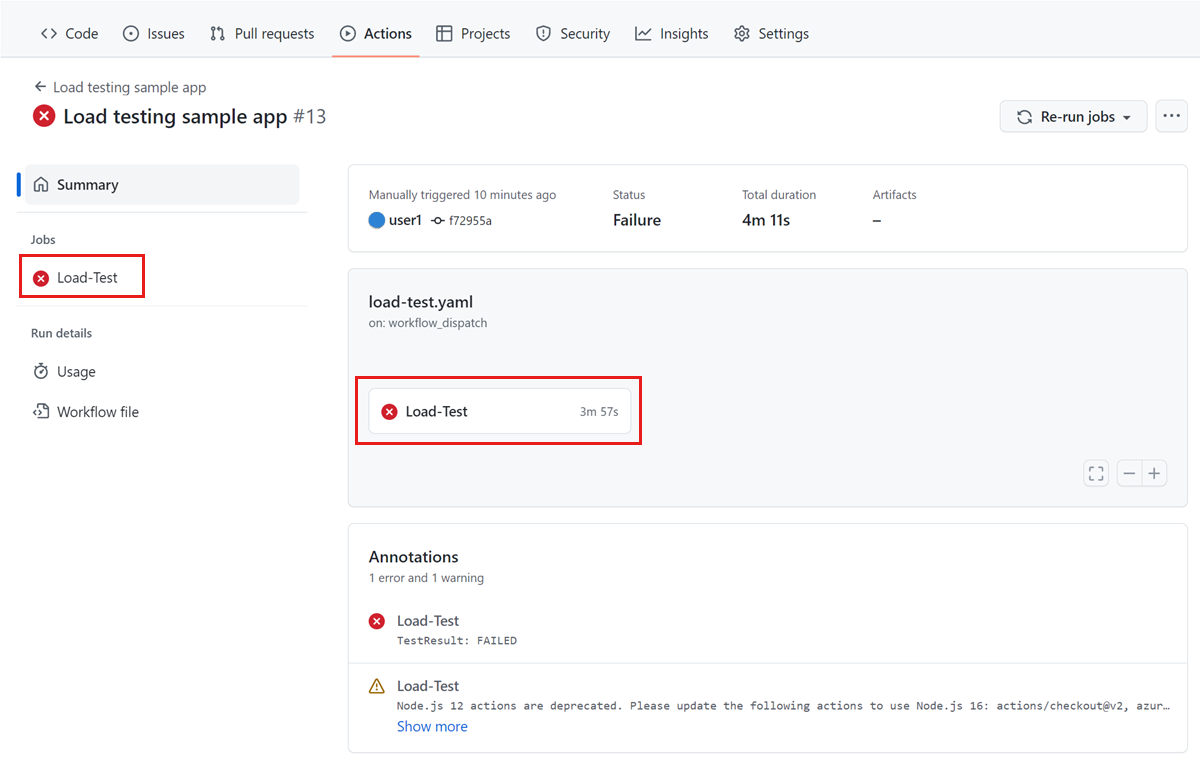 Code Issues Pull requests Actions Projects Security Insights Settings
Load testing sample app
Load testing sample app #13
Re-run jobs
Summary
Jobs
Load-Test
Run details
Usage
Workflow file
Manually triggered 10 minutes ago
user1 f72955a
Status
Failure
Total duration
4m 11s
Artifacts
–
load-test.yaml
on: workflow_dispatch
Load-Test 3m 57s
Annotations
1 error and 1 warning
Load-Test
TestResult: FAILED
Load-Test
Node.js 12 actions are deprecated. Please update the following actions to use Node.js 16: actions/checkout@v2, azur…
Show more